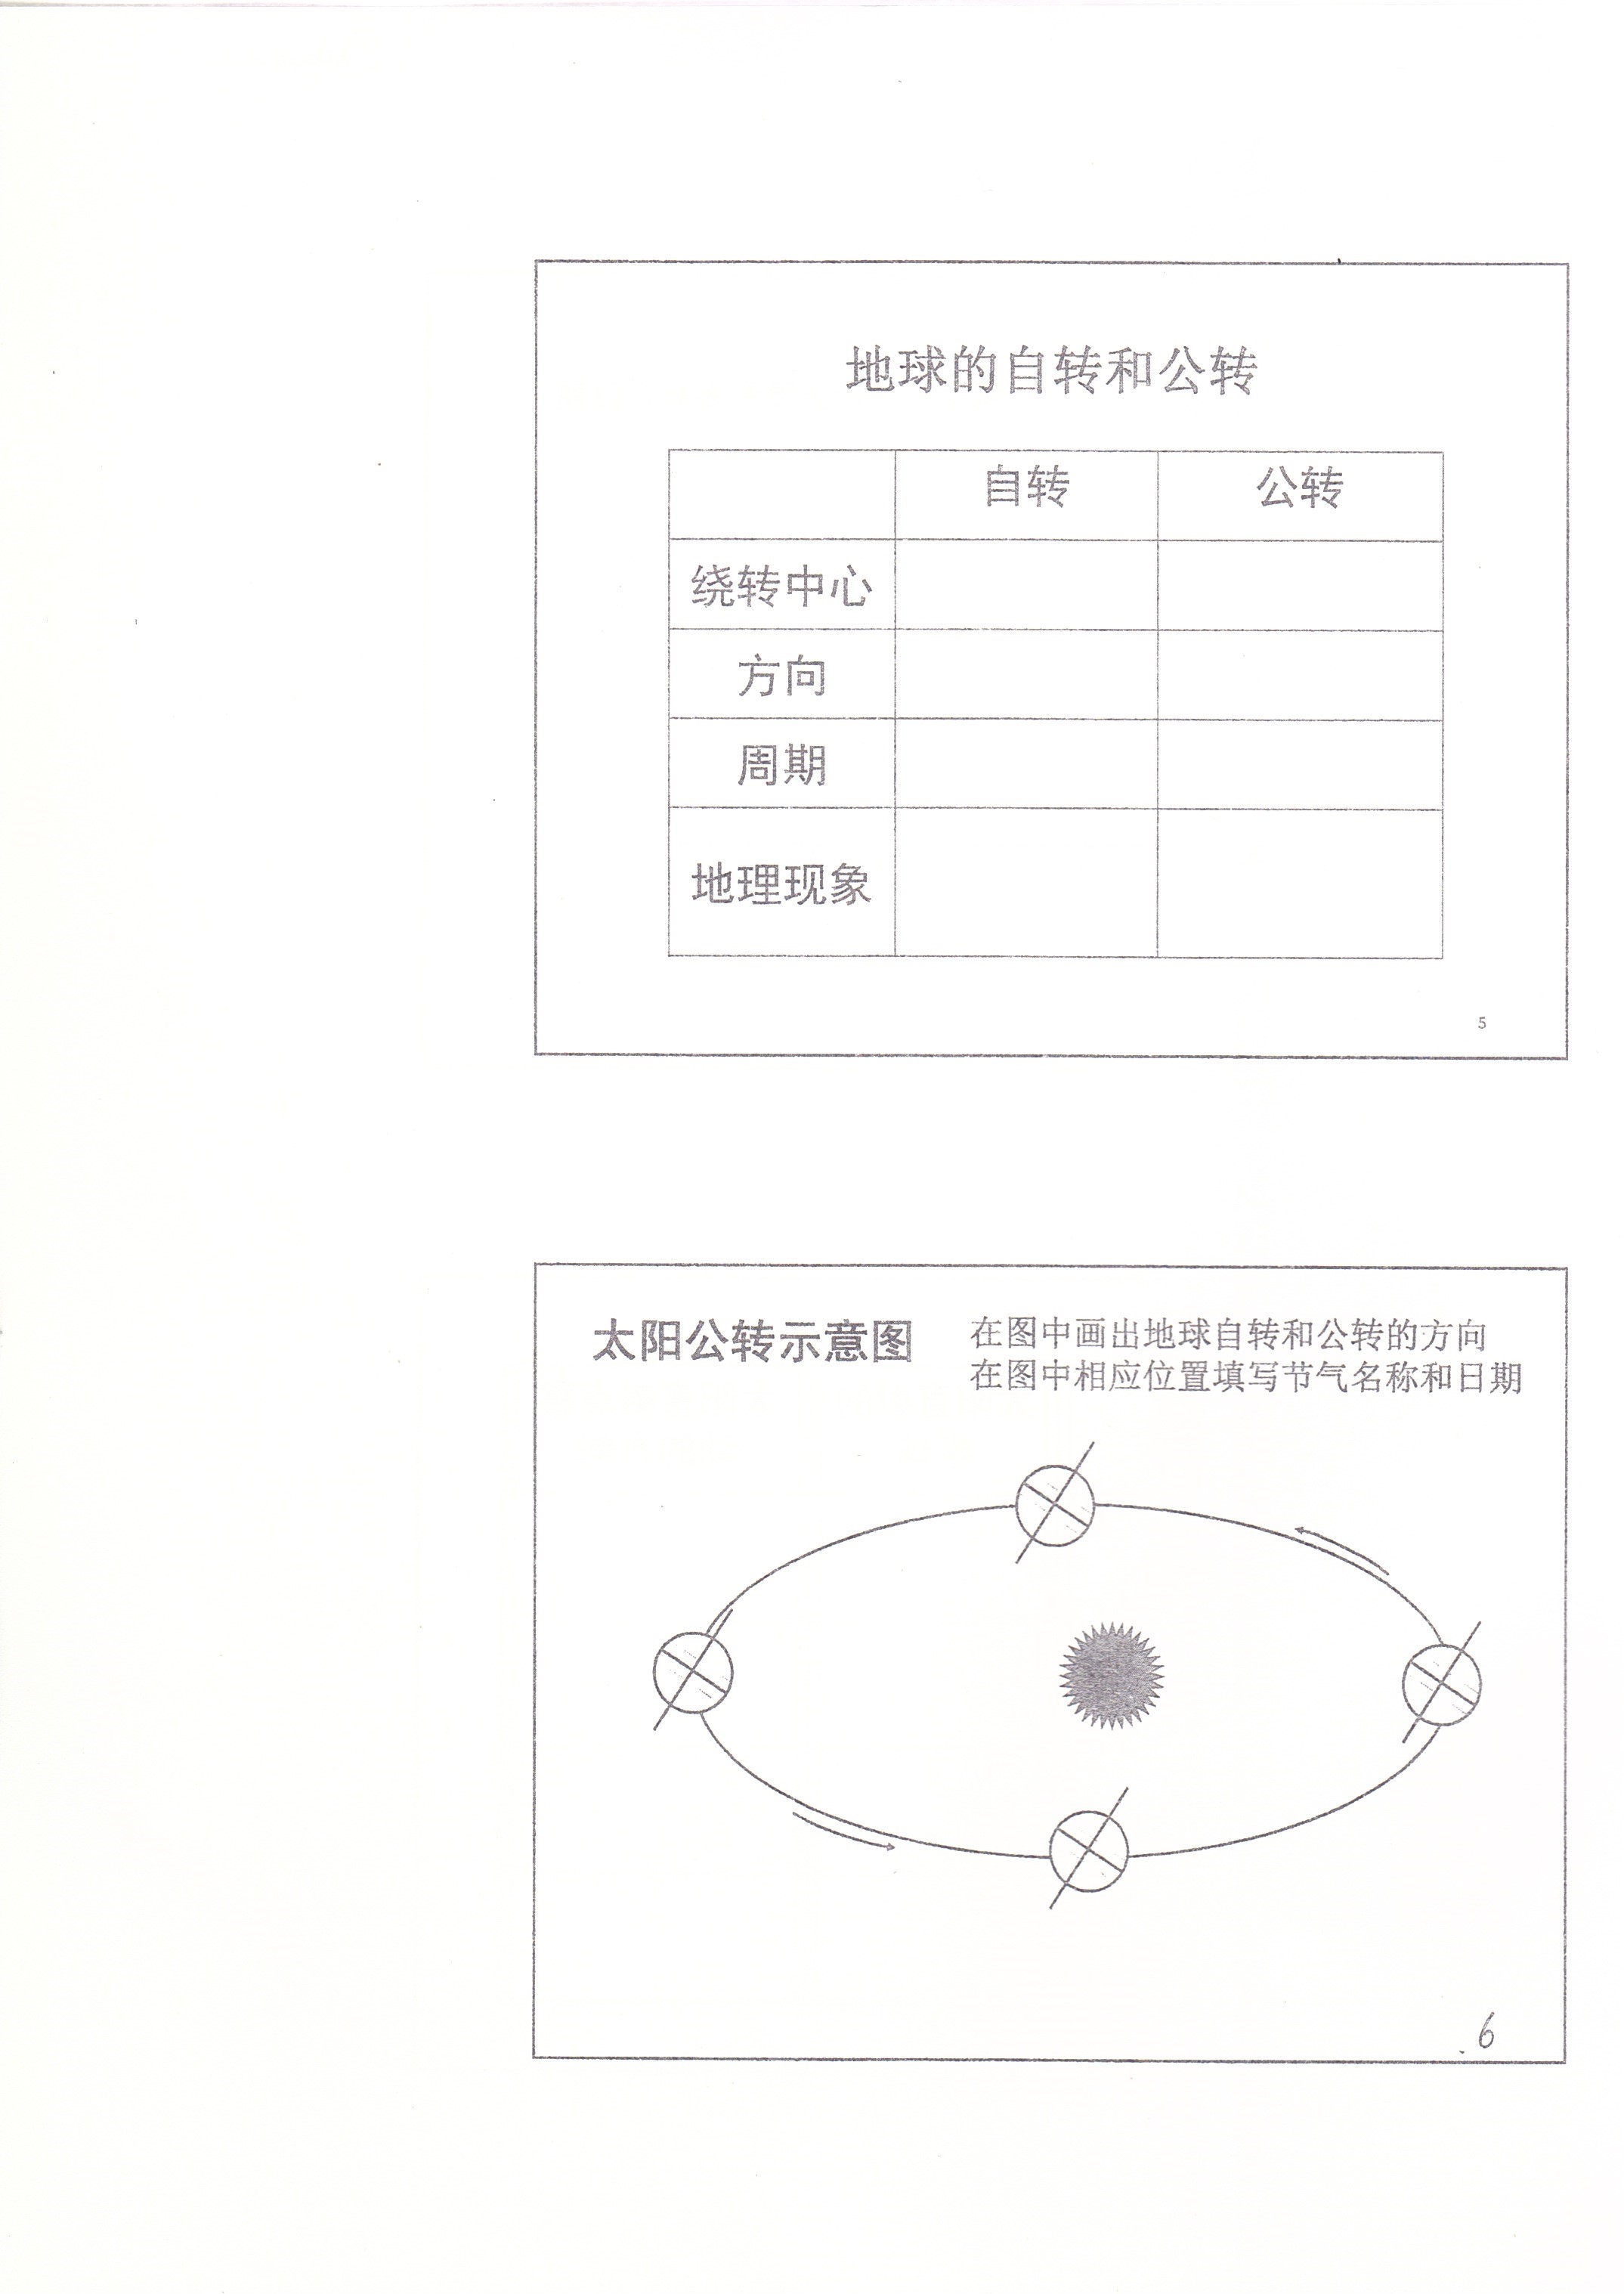 地球的自转和公转
自转 公转
绕转中心
方向
周期
地理现象
5
太阳公转示意图
在图中画出地球自转和公转的方向
在图中相应位置填写节气名称和日期
6